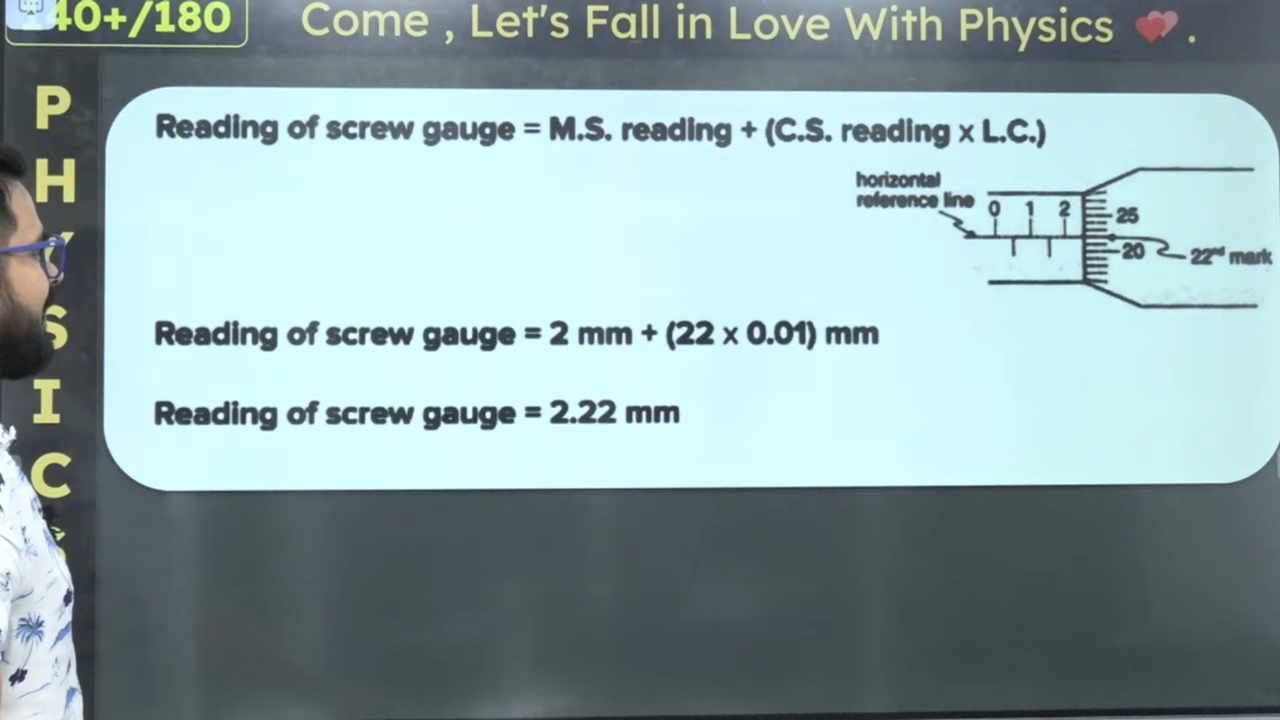 40+/180
Come , Let's Fall in Love With Physics ❤️ .
P
H
Y
S
I
C
Reading of screw gauge = M.S. reading + (C.S. reading x L.C.)
horizontal
reference line
0 1 2
25
20
22nd mark
Reading of screw gauge = 2 mm + (22 x 0.01) mm
Reading of screw gauge = 2.22 mm